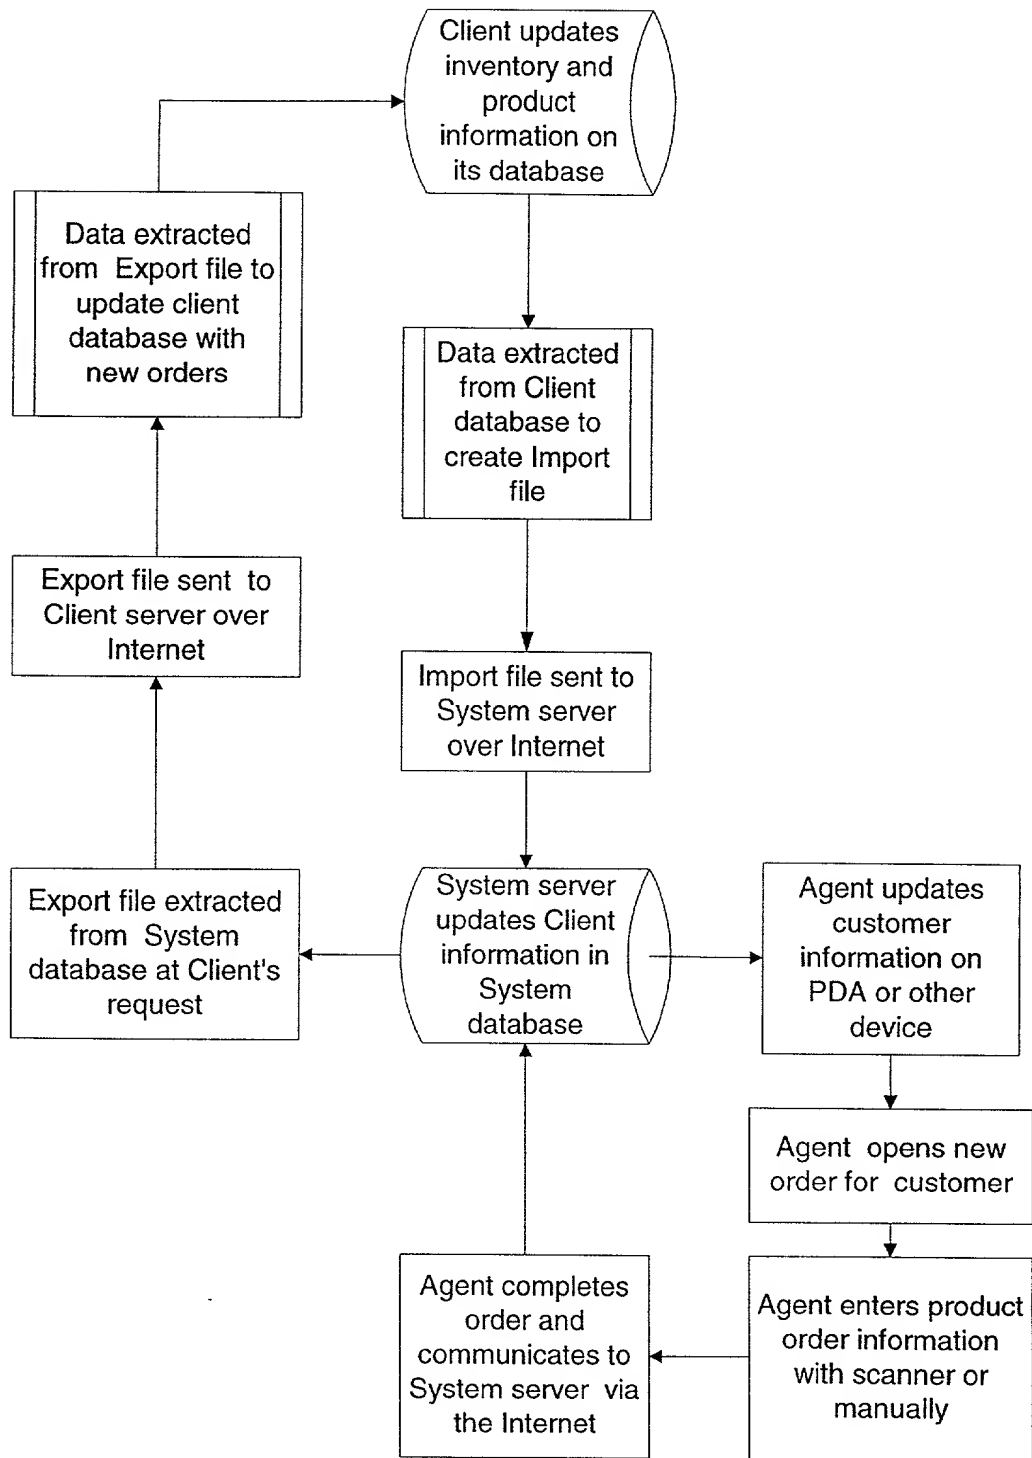 Client updates
inventory and
product
information on
its database
Data extracted
from Export file to
update client
database with
new orders
Data extracted
from Client
database to
create Import
file
Export file sent to
Client server over
Internet
Import file sent to
System server
over Internet
Export file extracted
from System
database at Client's
request
System server
updates Client
information in
System
database
Agent updates
customer
information on
PDA or other
device
Agent opens new
order for customer
Agent completes
order and
communicates to
System server via
the Internet
Agent enters product
order information
with scanner or
manually